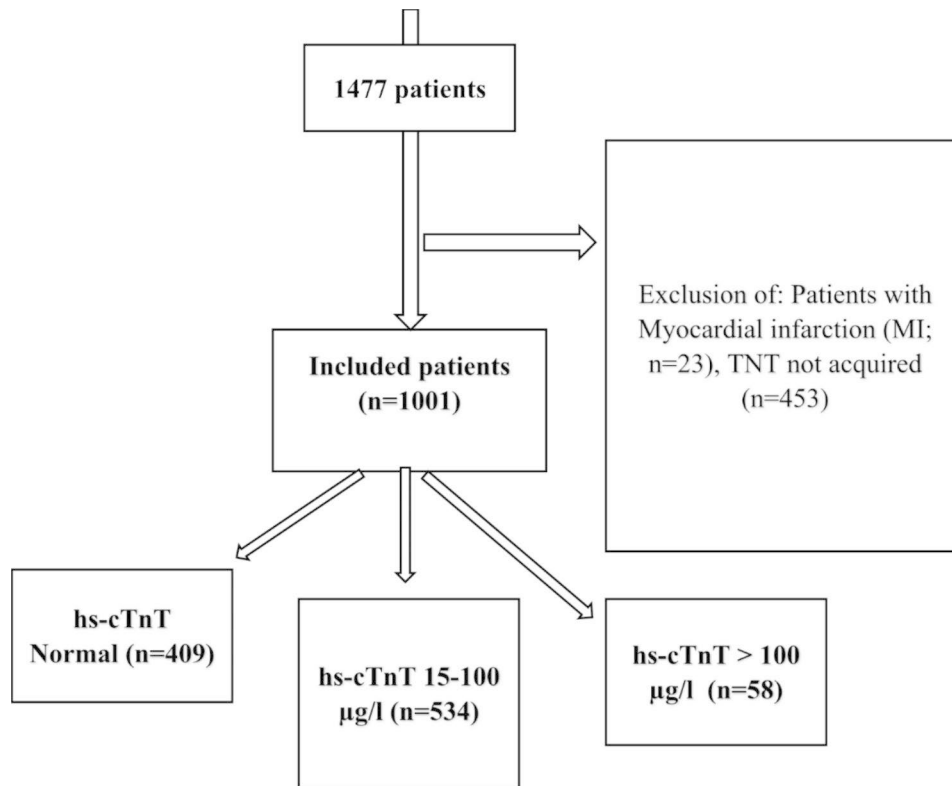 1477 patients
Exclusion of: Patients with
Myocardial infarction (MI;
n=23), TNT not acquired
(n=453)
Included patients
(n=1001)
hs-cTnT
Normal (n=409)
hs-cTnT 15-100
µg/l (n=534)
hs-cTnT > 100
µg/l (n=58)